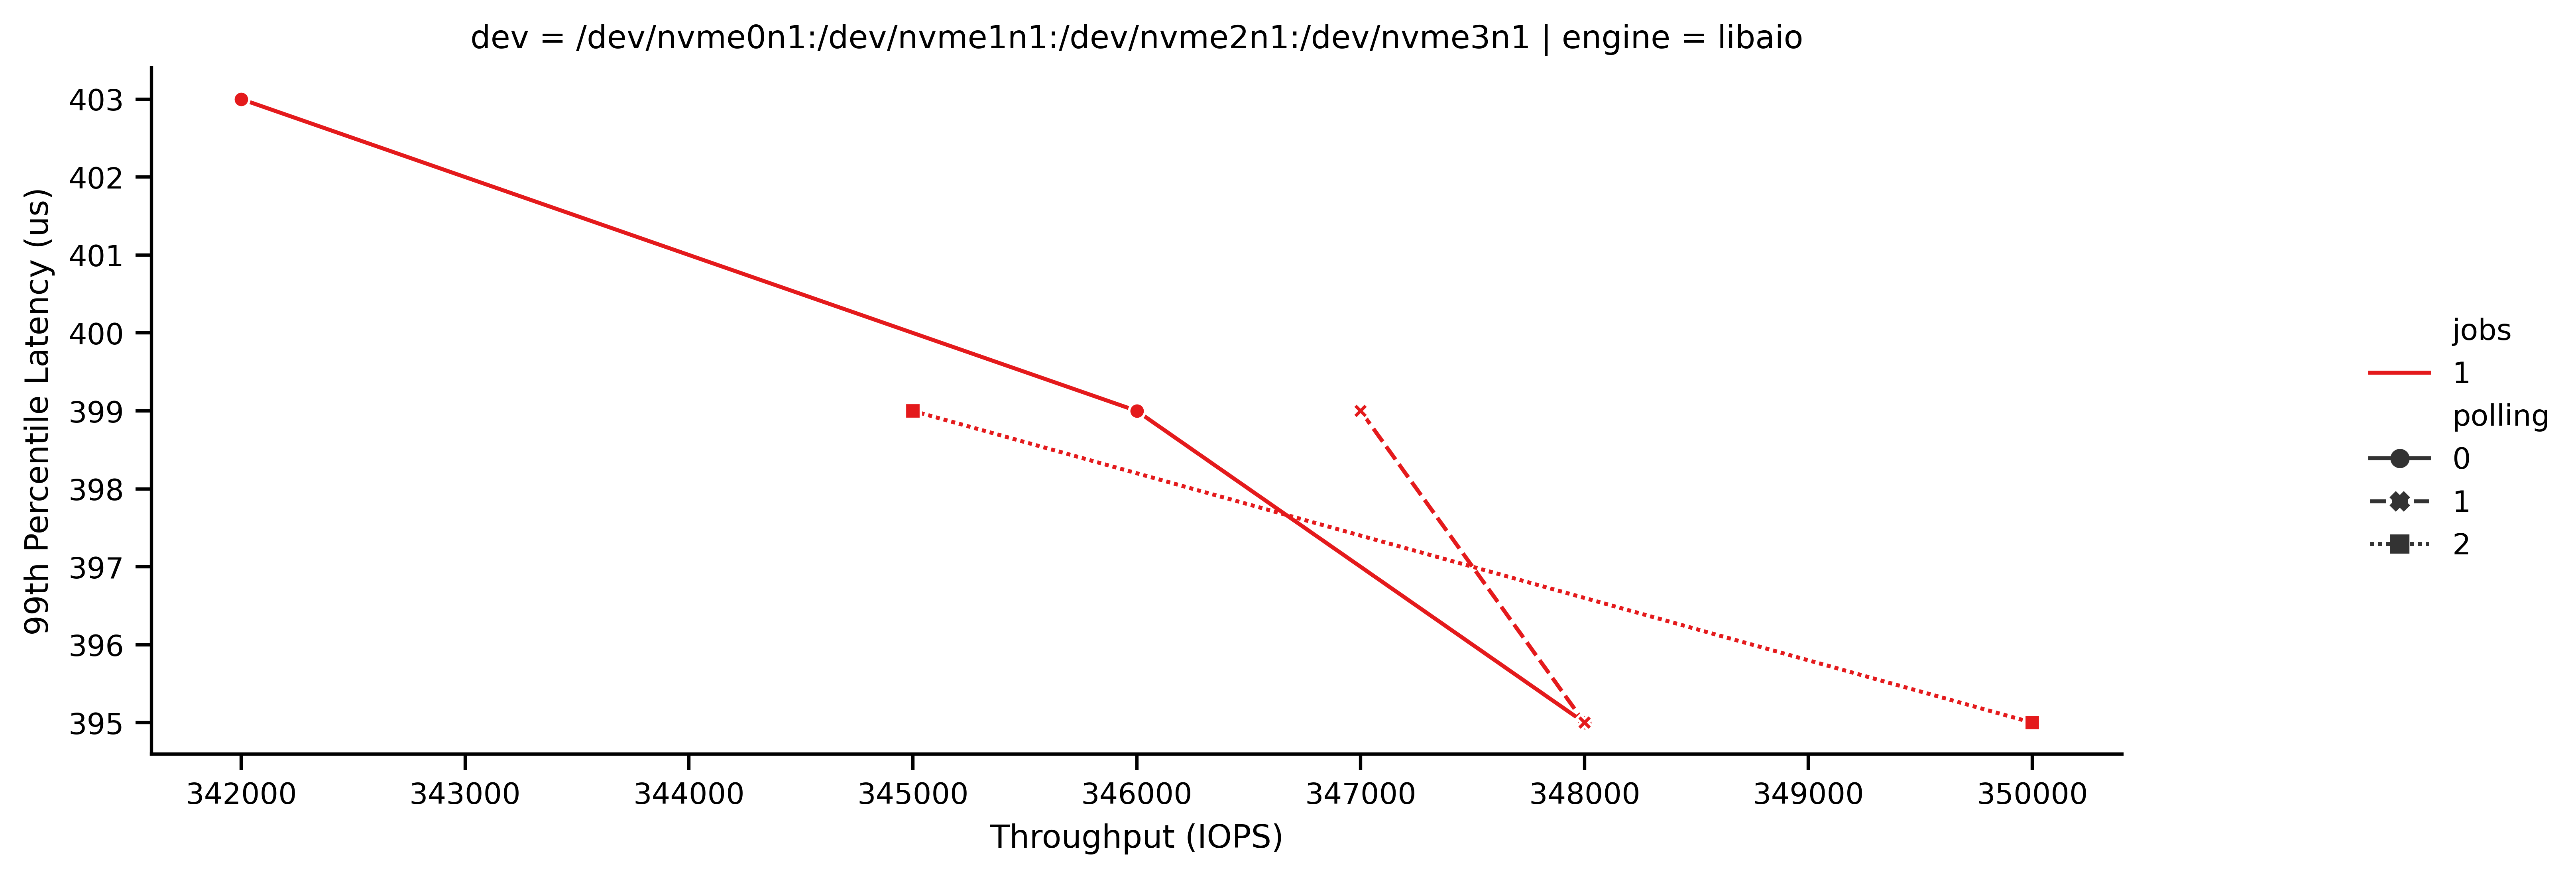 dev = /dev/nvme0n1:/dev/nvme1n1:/dev/nvme2n1:/dev/nvme3n1 | engine = libaio
99th Percentile Latency (us)
403
402
401
400
399
398
397
396
395
342000 343000 344000 345000 346000 347000 348000 349000 350000
Throughput (IOPS)
jobs
1
polling
0
1
2